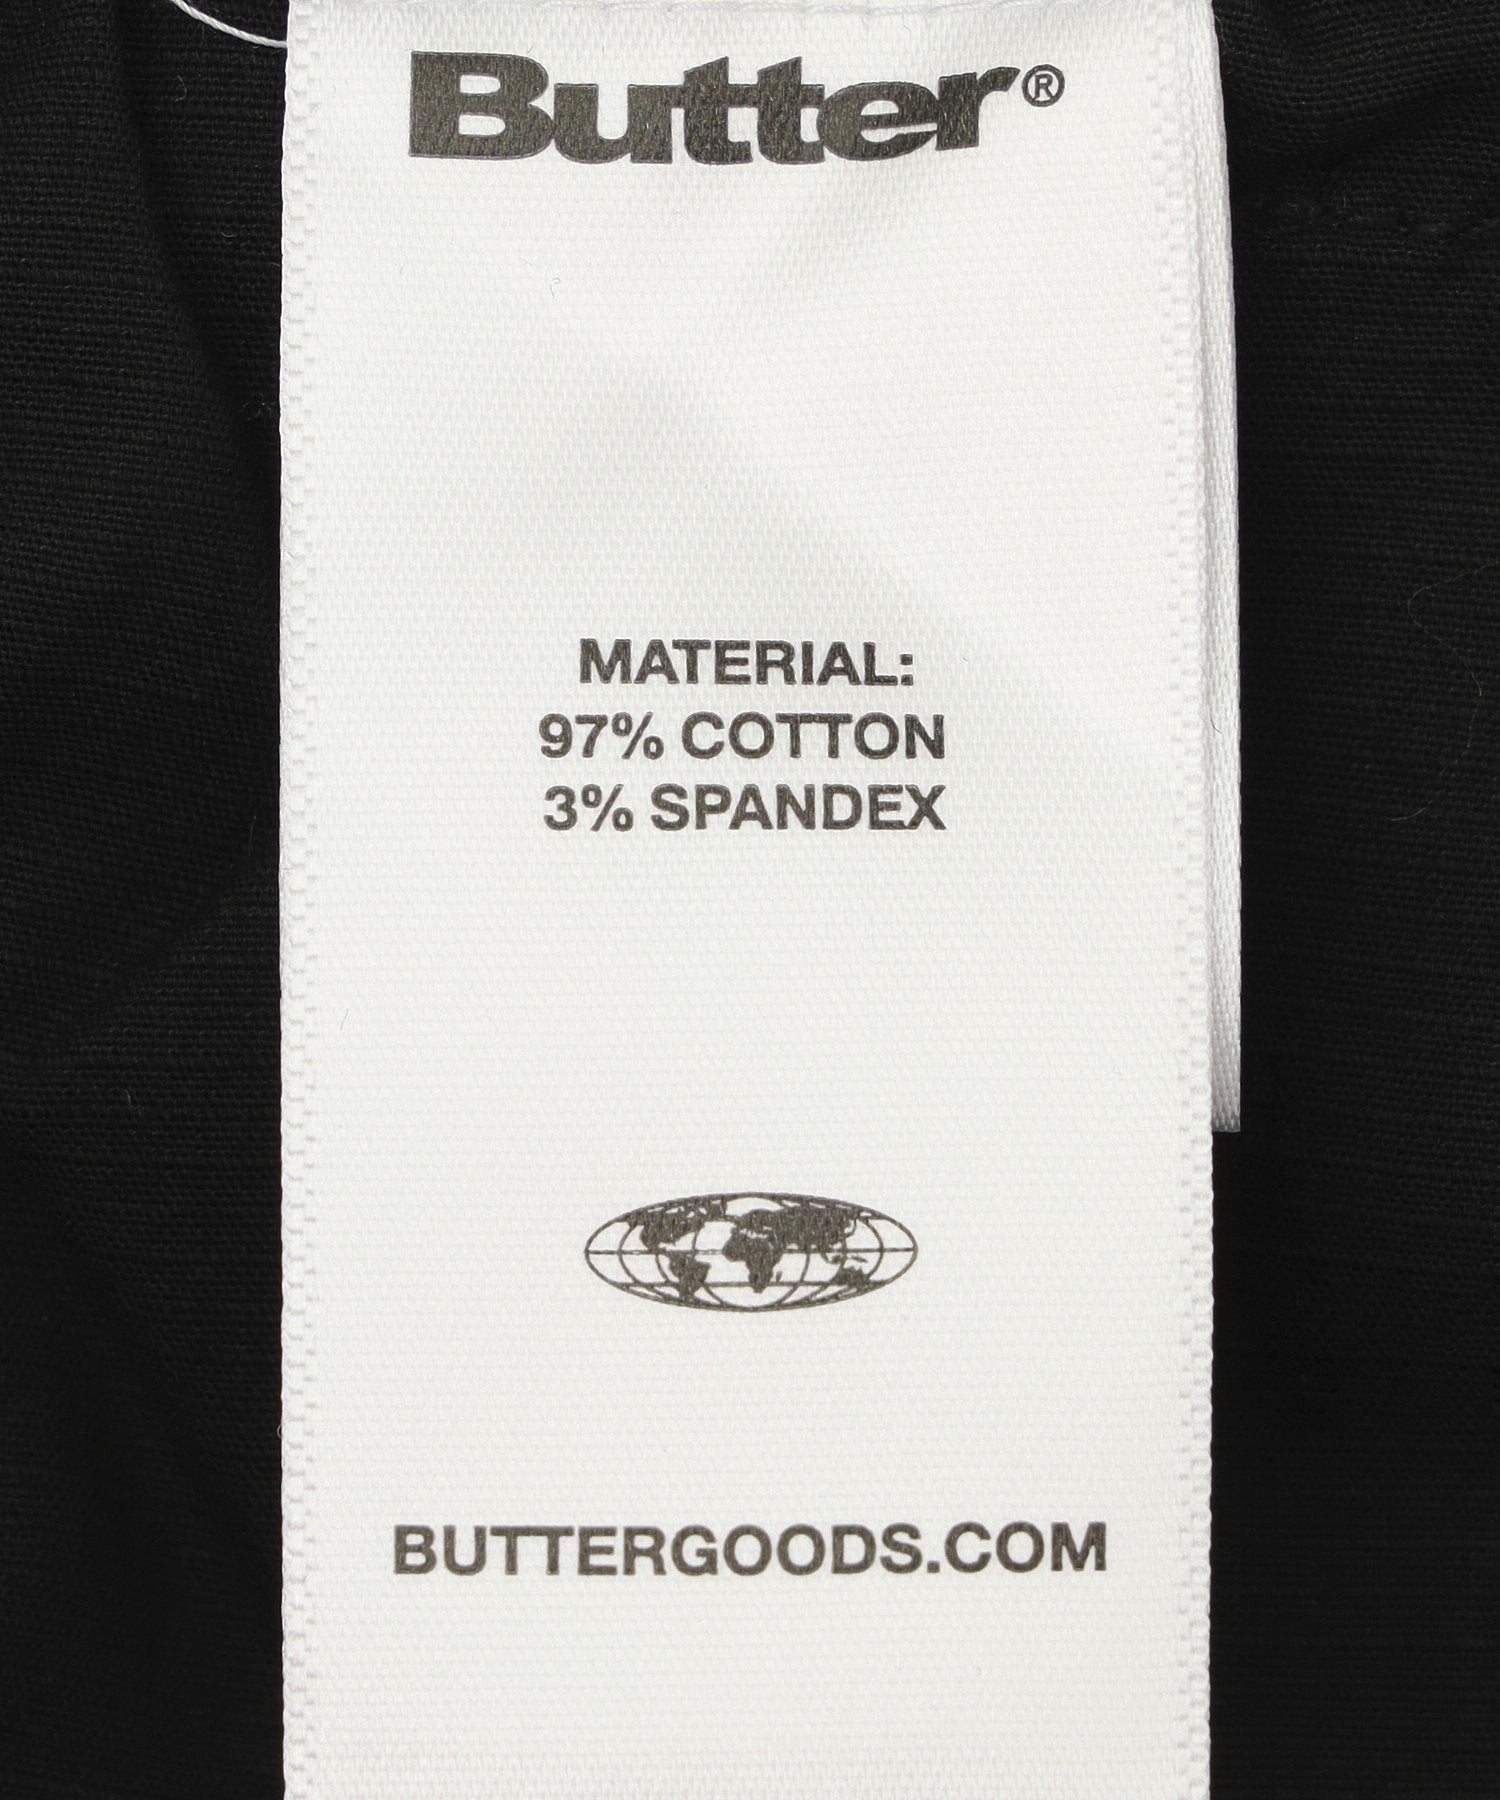 Butter®
MATERIAL:
97% COTTON
3% SPANDEX
BUTTERGOODS.COM